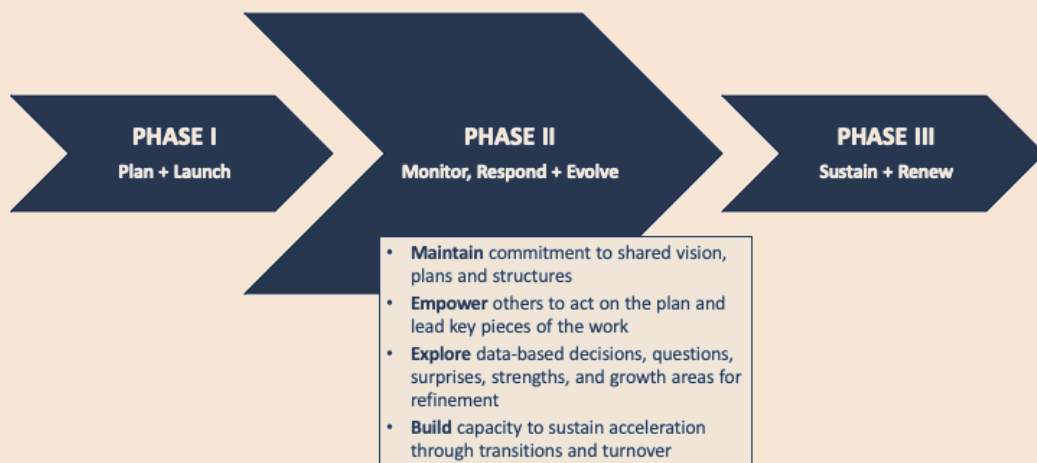 PHASE I
Plan + Launch
PHASE II
Monitor, Respond + Evolve
PHASE III
Sustain + Renew
• Maintain commitment to shared vision,
plans and structures
• Empower others to act on the plan and
lead key pieces of the work
• Explore data-based decisions, questions,
surprises, strengths, and growth areas for
refinement
• Build capacity to sustain acceleration
through transitions and turnover